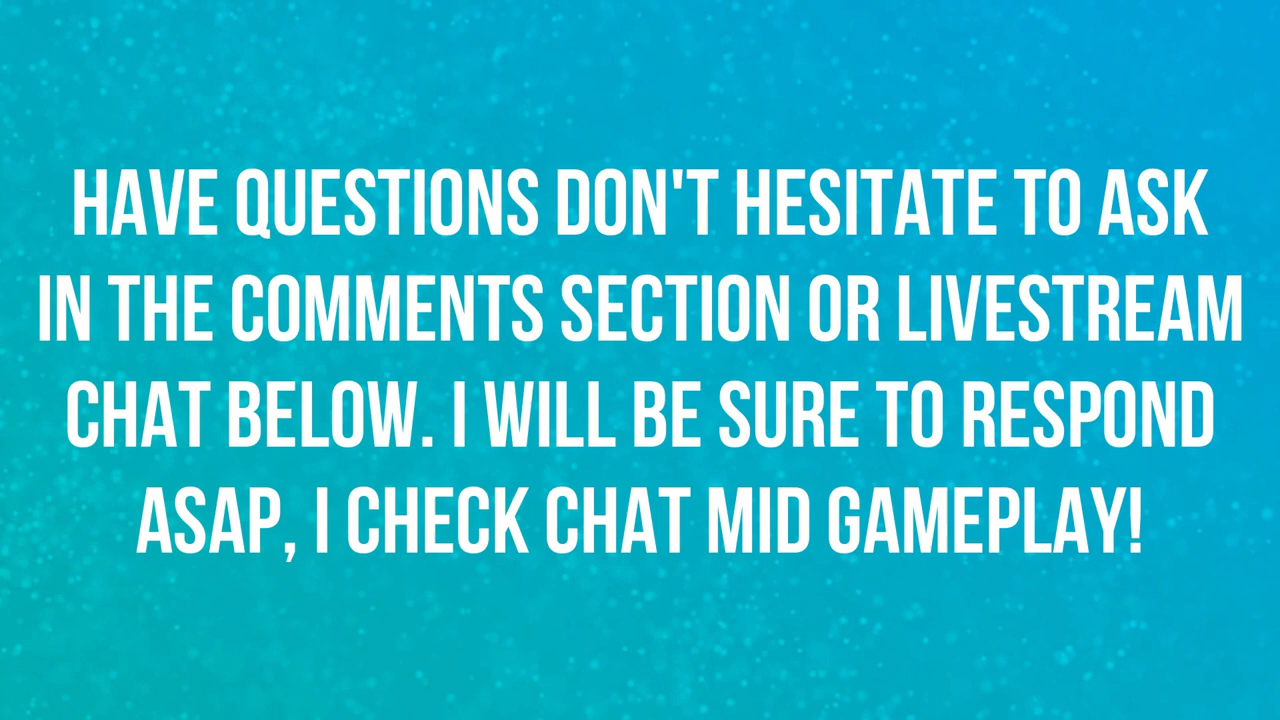 HAVE QUESTIONS DON'T HESITATE TO ASK
IN THE COMMENTS SECTION OR LIVESTREAM
CHAT BELOW. I WILL BE SURE TO RESPOND
ASAP, I CHECK CHAT MID GAMEPLAY!